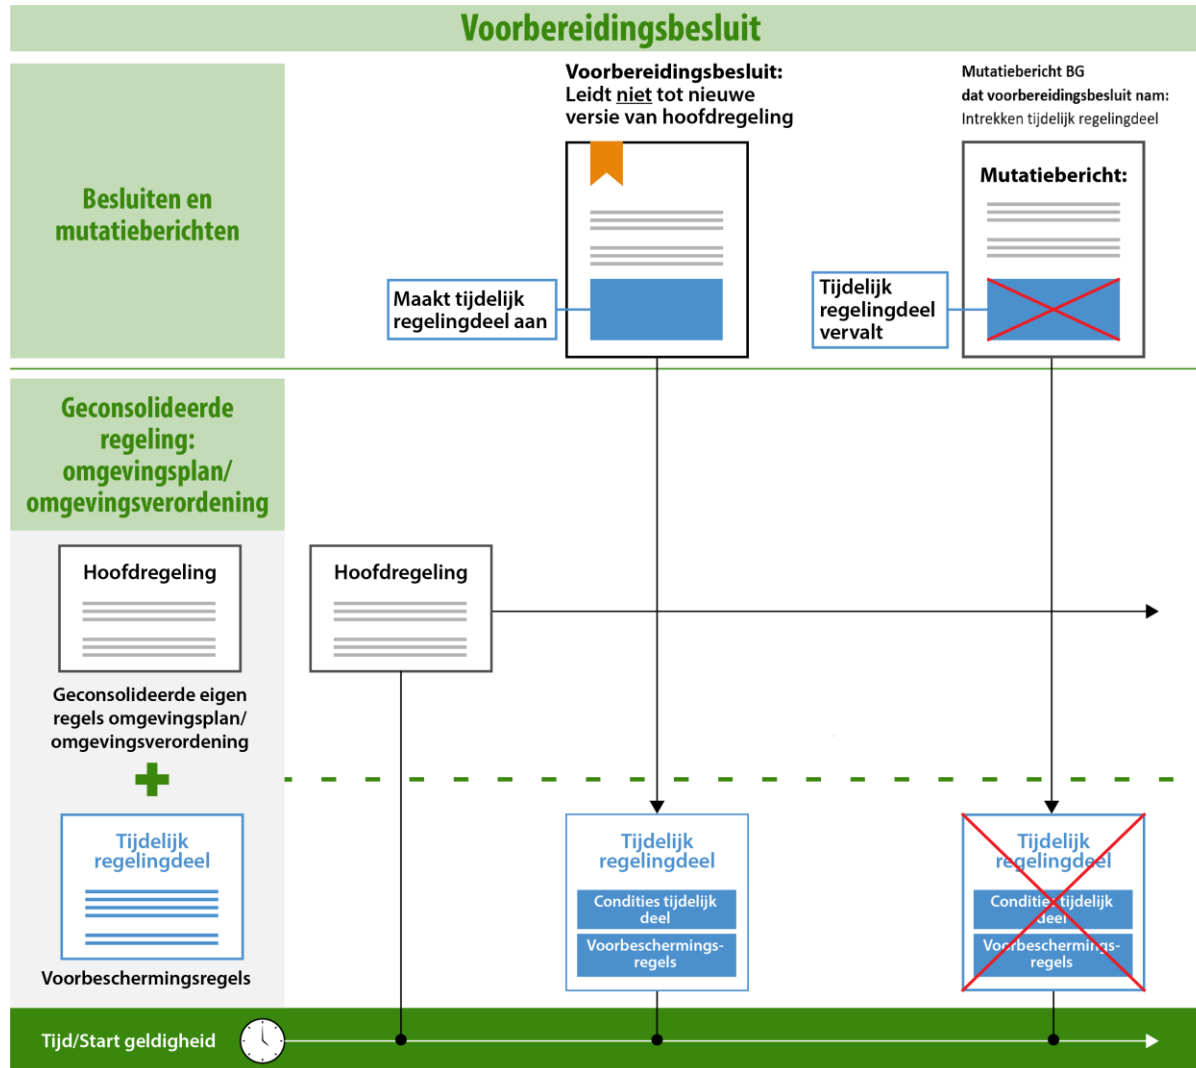 Voorbereidingsbesluit
Besluiten en
mutatieberichten
Voorbereidingsbesluit:
Leidt niet tot nieuwe
versie van hoofdregeling
Maakt tijdelijk
regelingdeel aan
Mutatiebericht BG
dat voorbereidingsbesluit nam:
Intrekken tijdelijk regelingdeel
Mutatiebericht:
Tijdelijk
regelingdeel
vervalt
Geconsolideerde
regeling:
omgevingsplan/
omgevingsverordening
Hoofdregeling
Geconsolideerde eigen
regels omgevingsplan/
omgevingsverordening
Tijdelijk
regelingdeel
Voorbeschermingsregels
Hoofdregeling
Tijdelijk
regelingdeel
Condities tijdelijk
deel
Voorbeschermings-
regels
Tijdelijk
regelingdeel
Condities tijdelijk
deel
Voorbeschermings-
regels
Tijd/Start geldigheid